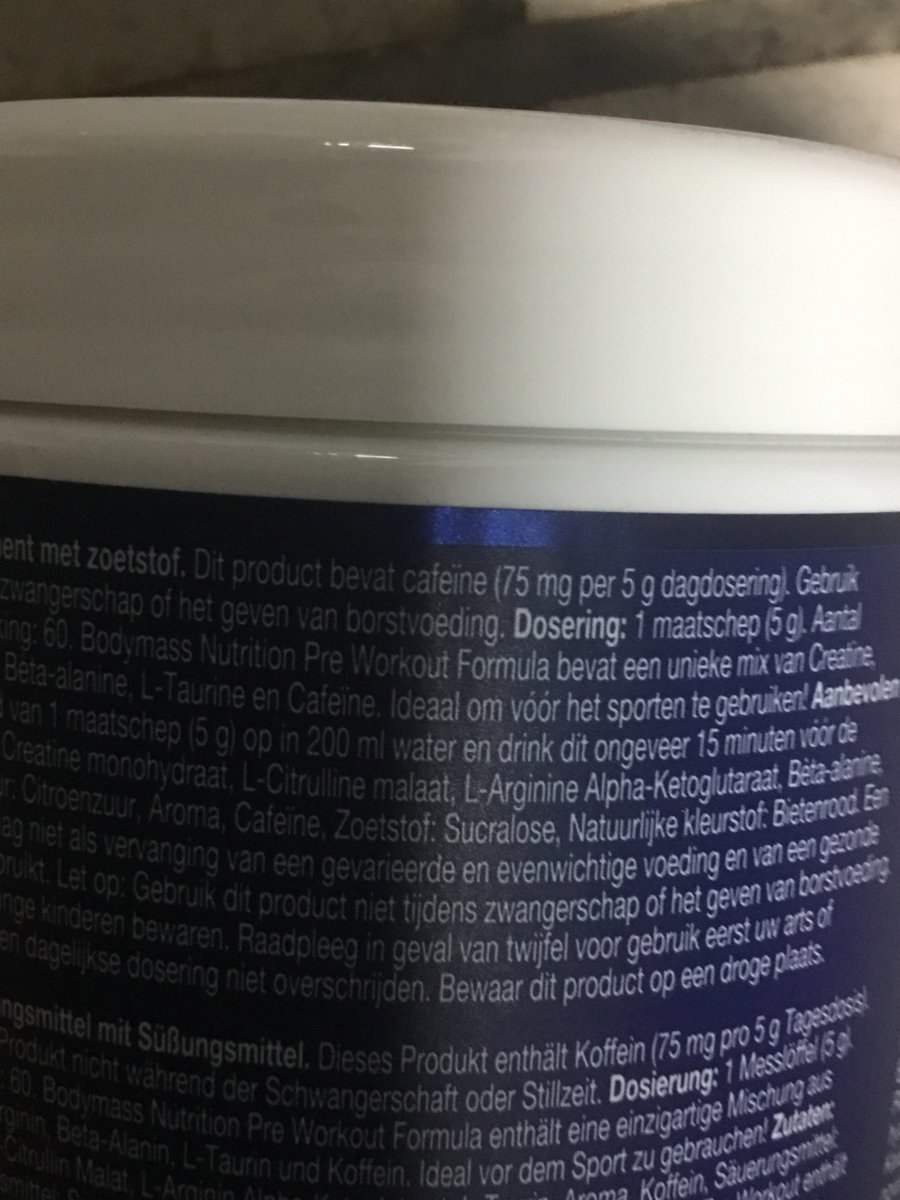 met zoetstof. Dit product bevat cafeïne (75 mg per 5 g dagdosering). Gebruik
zwangerschap of het geven van borstvoeding. Dosering: 1 maatschep (5 g). Aantal
60. Bodymass Nutrition Pre Workout Formula bevat een unieke mix van Creatine,
Bèta-alanine, L-Taurine en Cafeïne. Ideaal om vóór het sporten te gebruiken! Aanbevolen
van 1 maatschep (5 g) op in 200 ml water en drink dit ongeveer 15 minuten vóór de
Creatine monohydraat, L-Citrulline malaat, L-Arginine Alpha-Ketoglutaraat, Bèta-alanine,
Citroenzuur, Aroma, Cafeïne, Zoetstof: Sucralose, Natuurlijke kleurstof: Bietenrood. Een
niet als vervanging van een gevarieerde en evenwichtige voeding en van een gezonde
Let op: Gebruik dit product niet tijdens zwangerschap of het geven van borstvoeding.
kinderen bewaren. Raadpleeg in geval van twijfel voor gebruik eerst uw arts of
dagelijkse dosering niet overschrijden. Bewaar dit product op een droge plaats.
mit Süßungsmittel. Dieses Produkt enthält Koffein (75 mg pro 5 g Tagesdosis).
Produkt nicht während der Schwangerschaft oder Stillzeit. Dosierung: 1 Messlöffel (5 g).
60. Bodymass Nutrition Pre Workout Formula enthält eine einzigartige Mischung aus
Beta-Alanin, L-Taurin und Koffein. Ideal vor dem Sport zu gebrauchen! Zutaten:
Citrullin Malat, L-Arginin Aroma, Koffein, Säuerungsmittel:
enthält